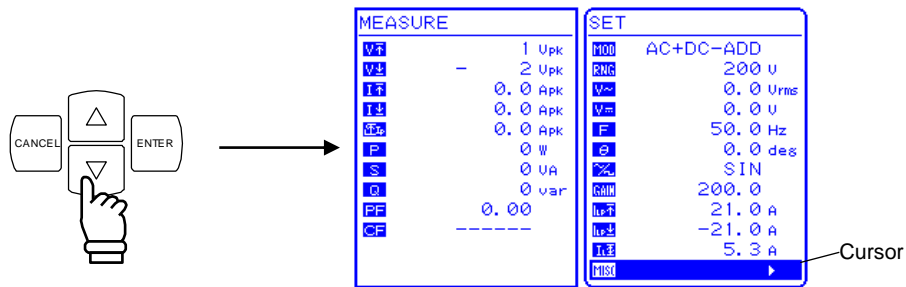 CANCEL
ENTER
MEASURE
V↑ 1 Vpk
V↓ - 2 Vpk
I↑ 0.0 Apk
I↓ 0.0 Apk
0.0 Apk
P 0 W
S 0 VA
Q 0 var
PF 0.00
CF ------
SET
MOD AC+DC-ADD
RNG 200 V
V~ 0.0 Vrms
V⎓ 0.0 V
F 50.0 Hz
θ 0.0 deg
SIN
GAIN 200.0
21.0 A
-21.0 A
5.3 A
MISC
Cursor